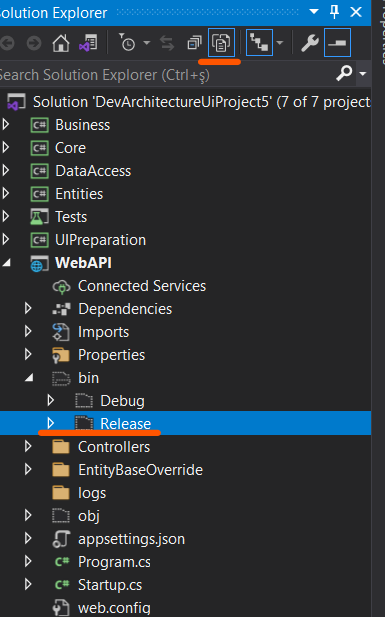 Solution Explorer
Search Solution Explorer (Ctrl+ş)
Solution 'DevArchitectureUiProject5' (7 of 7 project
C# Business
C# Core
C# DataAccess
C# Entities
Tests
C# UIPreparation
WebAPI
Connected Services
Dependencies
Imports
Properties
bin
Debug
Release
Controllers
EntityBaseOverride
logs
obj
appsettings.json
C# Program.cs
C# Startup.cs
web.config